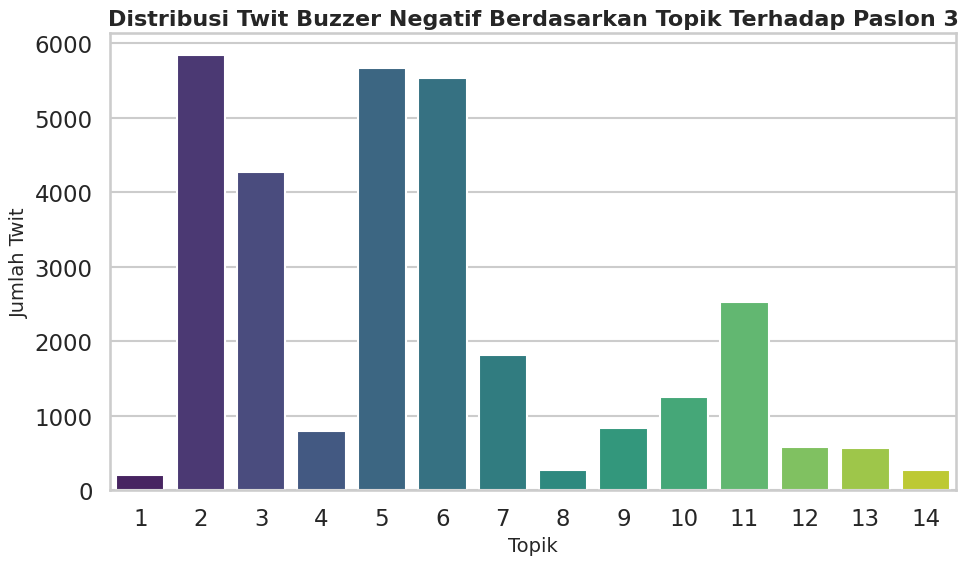 Distribusi Twit Buzzer Negatif Berdasarkan Topik Terhadap Paslon 3
6000
5000
4000
3000
2000
1000
0
Jumlah Twit
1 2 3 4 5 6 7 8 9 10 11 12 13 14
Topik